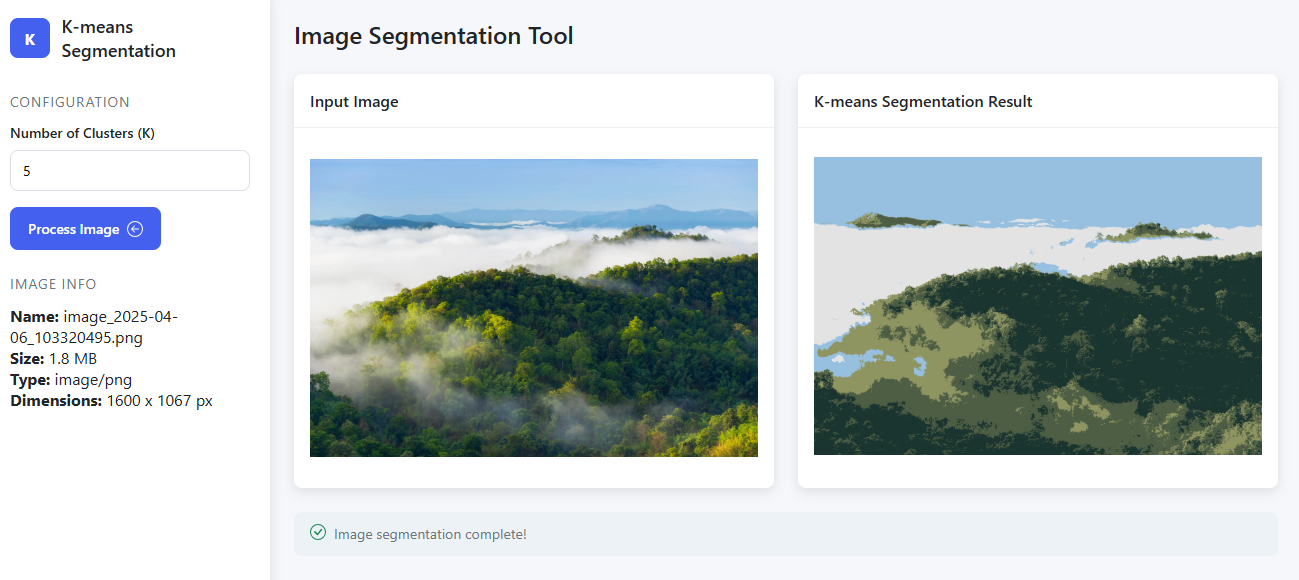 K
K-means
Segmentation
CONFIGURATION
Number of Clusters (K)
5
Process Image
IMAGE INFO
Name: image_2025-04-
06_103320495.png
Size: 1.8 MB
Type: image/png
Dimensions: 1600 x 1067 px
Image Segmentation Tool
Input Image
K-means Segmentation Result
Image segmentation complete!